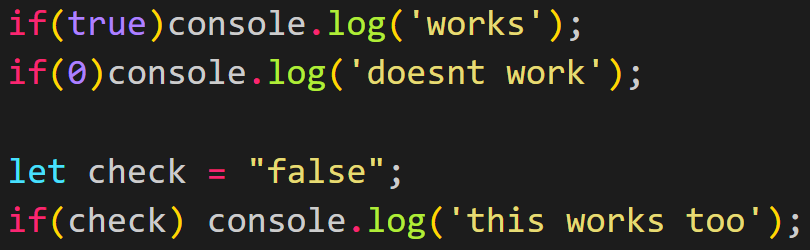 if(true)console.log('works');
if(0)console.log('doesnt work');
let check = "false";
if(check) console.log('this works too');